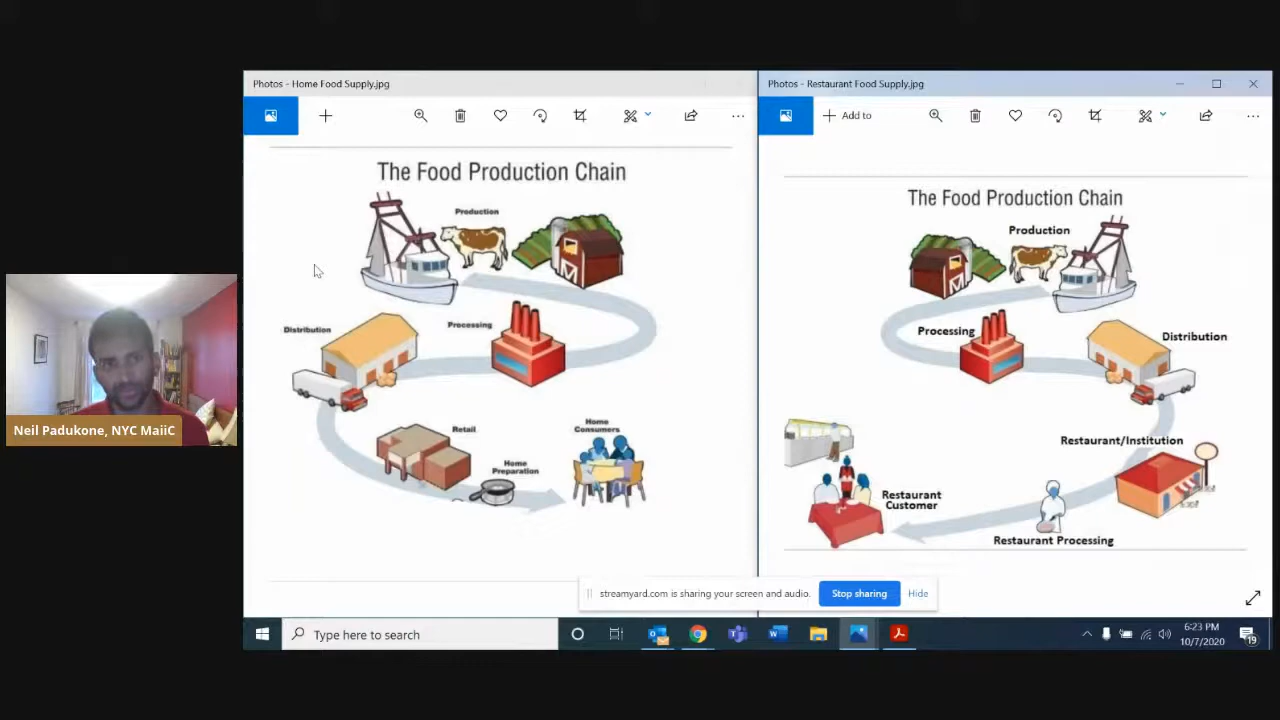 Photos - Home Food Supply.jpg
The Food Production Chain
Production
Processing
Distribution
Retail
Home
Preparation
Home
Consumers
Photos - Restaurant Food Supply.jpg
Add to
The Food Production Chain
Production
Processing
Distribution
Restaurant/Institution
Restaurant Processing
Restaurant
Customer
Neil Padukone, NYC MaiiC
streamyard.com is sharing your screen and audio.
Stop sharing
Hide
Type here to search
6:23 PM
10/7/2020
19